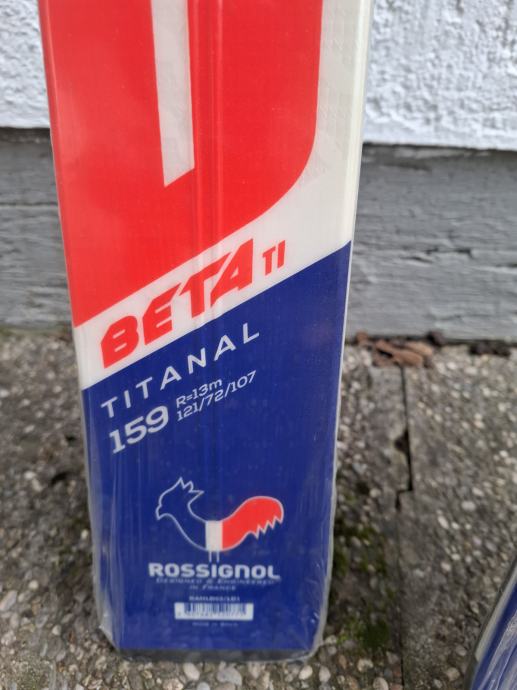 BETA TI
TITANAL
159 R=13m
121/72/107
ROSSIGNOL
DESIGNED & ENGINEERED
IN FRANCE